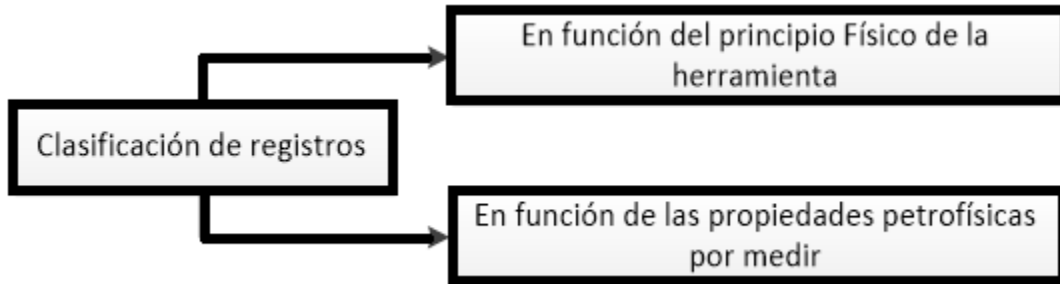 En función del principio Físico de la
herramienta
Clasificación de registros
En función de las propiedades petrofísicas
por medir